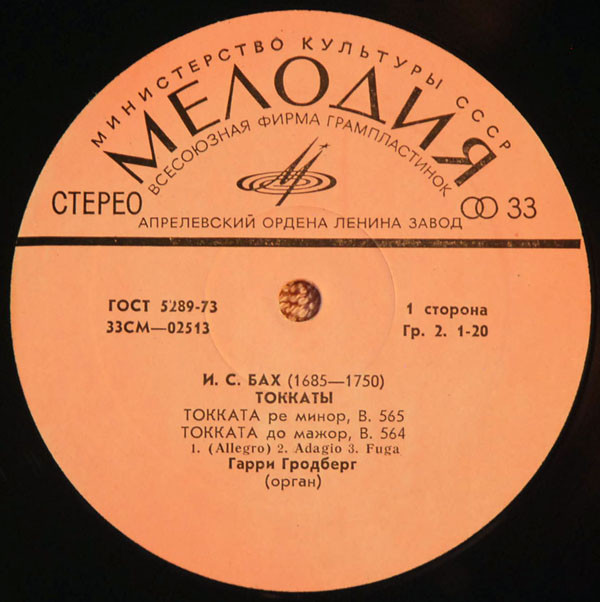 МИНИСТЕРСТВО КУЛЬТУРЫ СССР
МЕЛОДИЯ
ВСЕСОЮЗНАЯ ФИРМА ГРАМПЛАСТИНОК
СТЕРЕО
33
АПРЕЛЕВСКИЙ ОРДЕНА ЛЕНИНА ЗАВОД
ГОСТ 5289-73
33СМ—02513
1 сторона
Гр. 2. 1-20
И. С. БАХ (1685—1750)
ТОККАТЫ
ТОККАТА ре минор, В. 565
ТОККАТА до мажор, В. 564
1. (Allegro) 2. Adagio 3. Fuga
Гарри Гродберг
(орган)